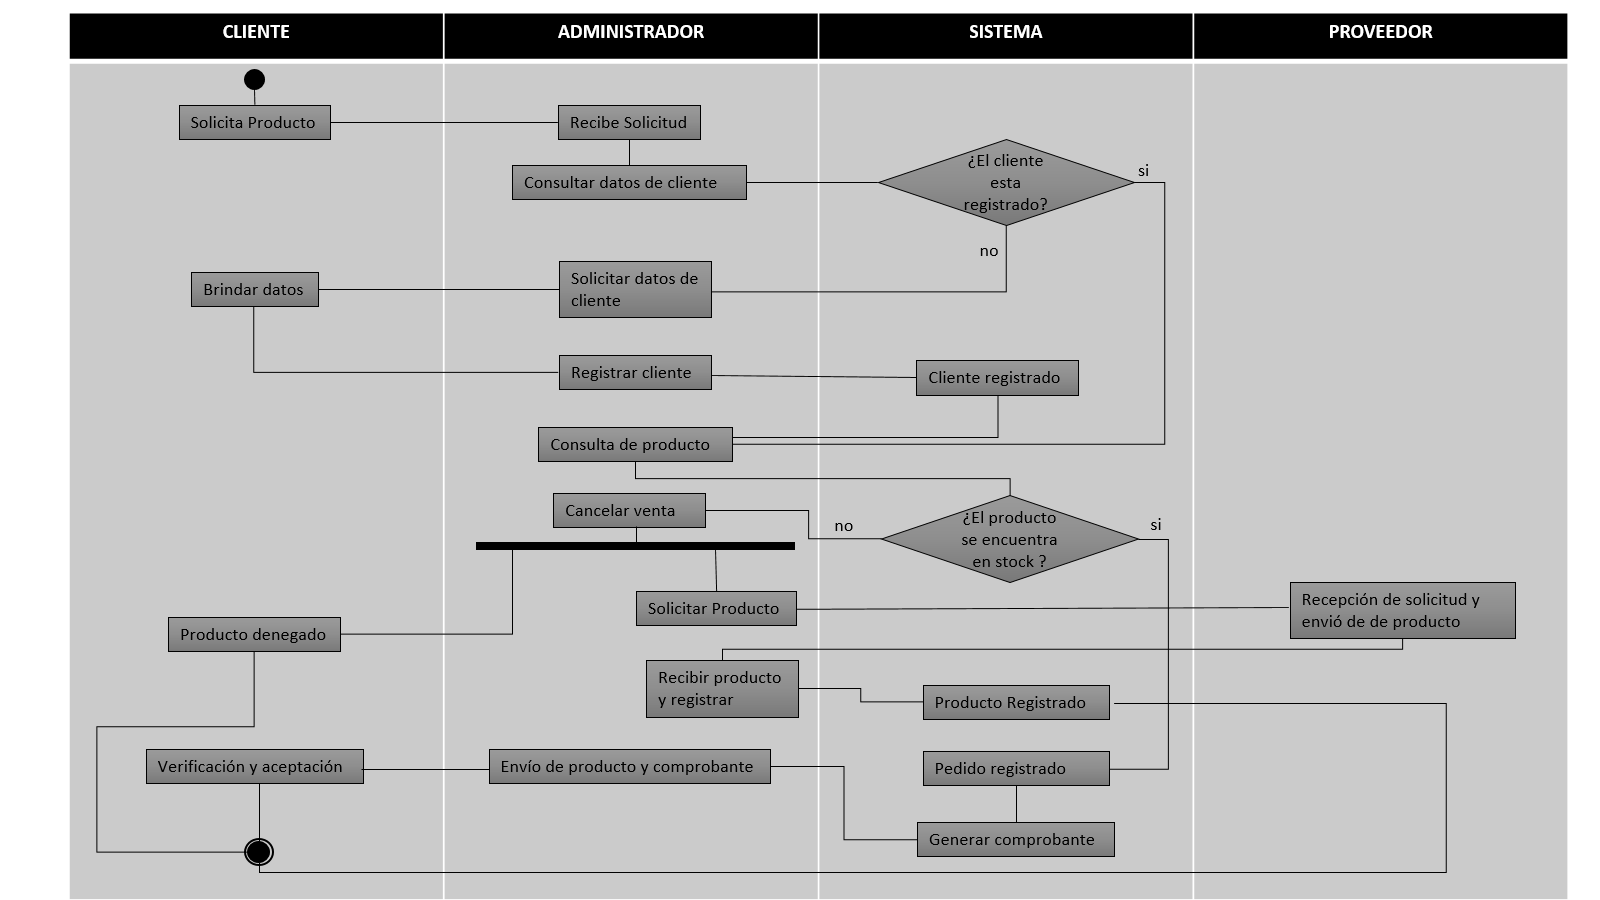 CLIENTE
ADMINISTRADOR
SISTEMA
PROVEEDOR
Solicita Producto
Recibe Solicitud
¿El cliente
esta
registrado?
si
Consultar datos de cliente
no
Brindar datos
Solicitar datos de
cliente
Registrar cliente
Cliente registrado
Consulta de producto
Cancelar venta
no
¿El producto
se encuentra
en stock ?
si
Solicitar Producto
Recepción de solicitud y
envió de de producto
Producto denegado
Recibir producto
y registrar
Producto Registrado
Verificación y aceptación
Envío de producto y comprobante
Pedido registrado
Generar comprobante